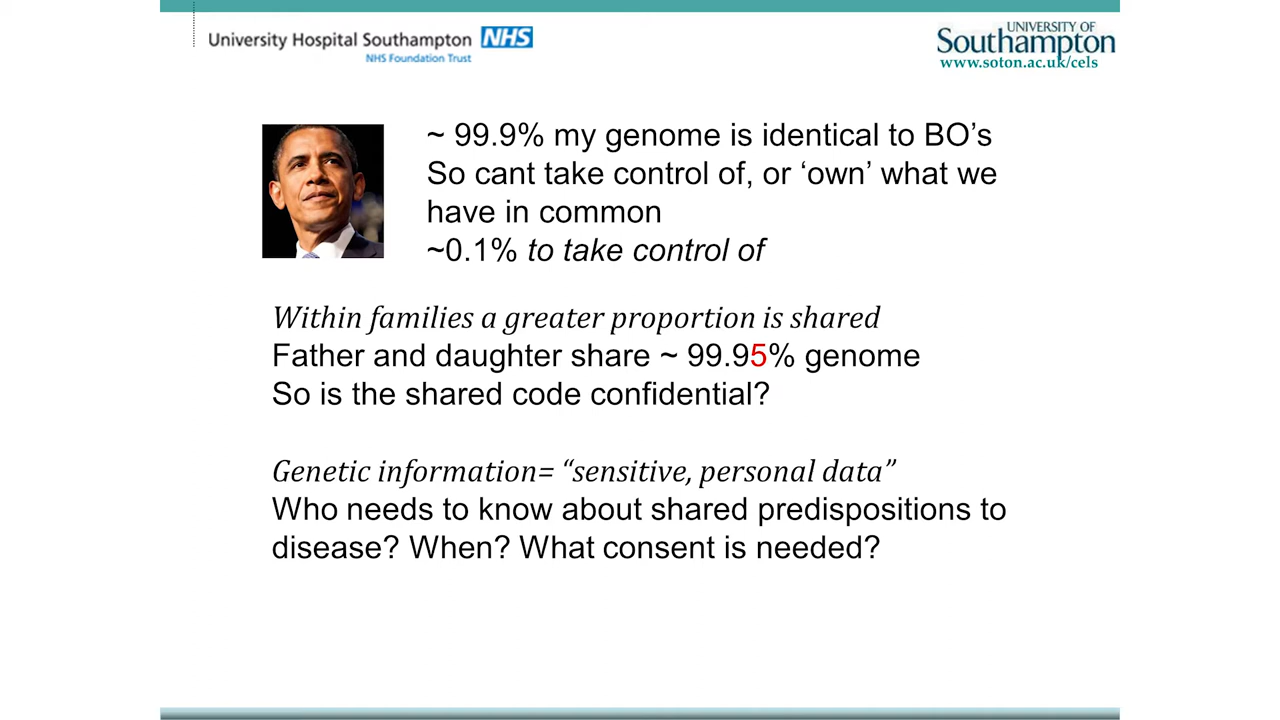 University Hospital Southampton NHS
NHS Foundation Trust
UNIVERSITY OF
Southampton
www.soton.ac.uk/cels
~ 99.9% my genome is identical to BO’s
So cant take control of, or ‘own’ what we
have in common
~0.1% to take control of
Within families a greater proportion is shared
Father and daughter share ~ 99.95% genome
So is the shared code confidential?
Genetic information= “sensitive, personal data”
Who needs to know about shared predispositions to
disease? When? What consent is needed?